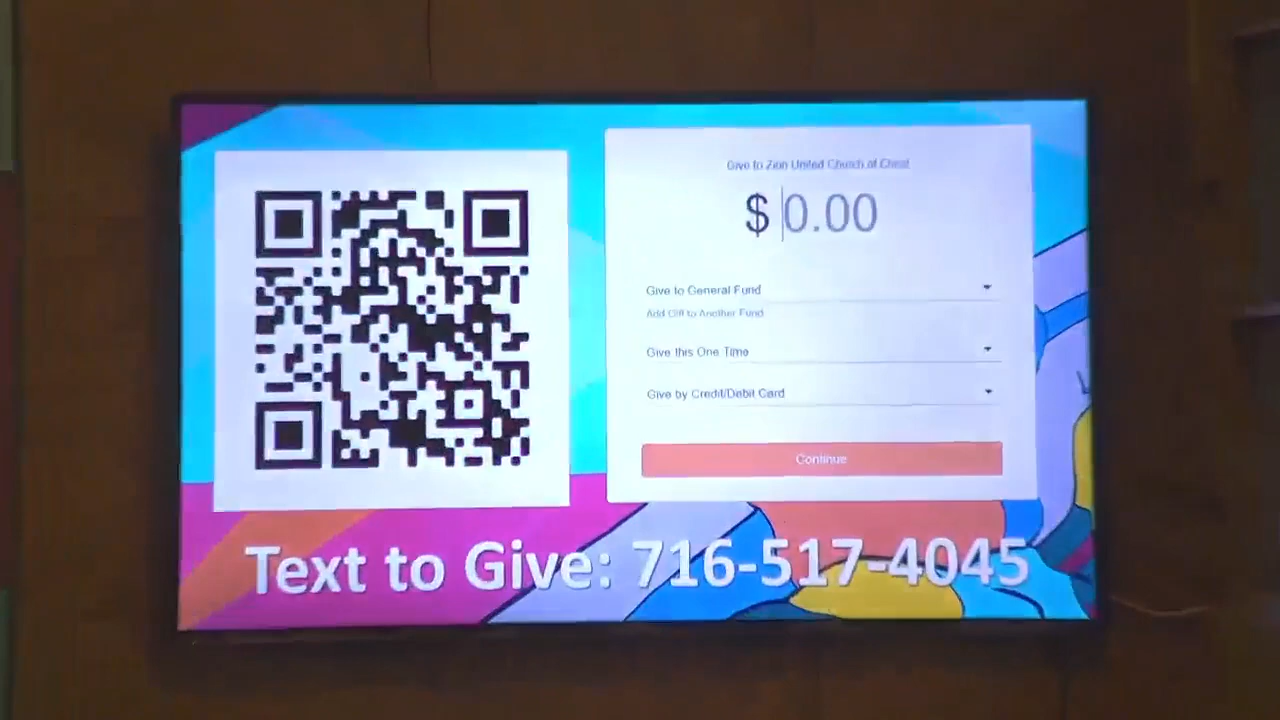 Give to Zion United Church of Christ
$ 0.00
Give to General Fund
Add Gift to Another Fund
Give this One Time
Give by Credit/Debit Card
Continue
Text to Give: 716-517-4045